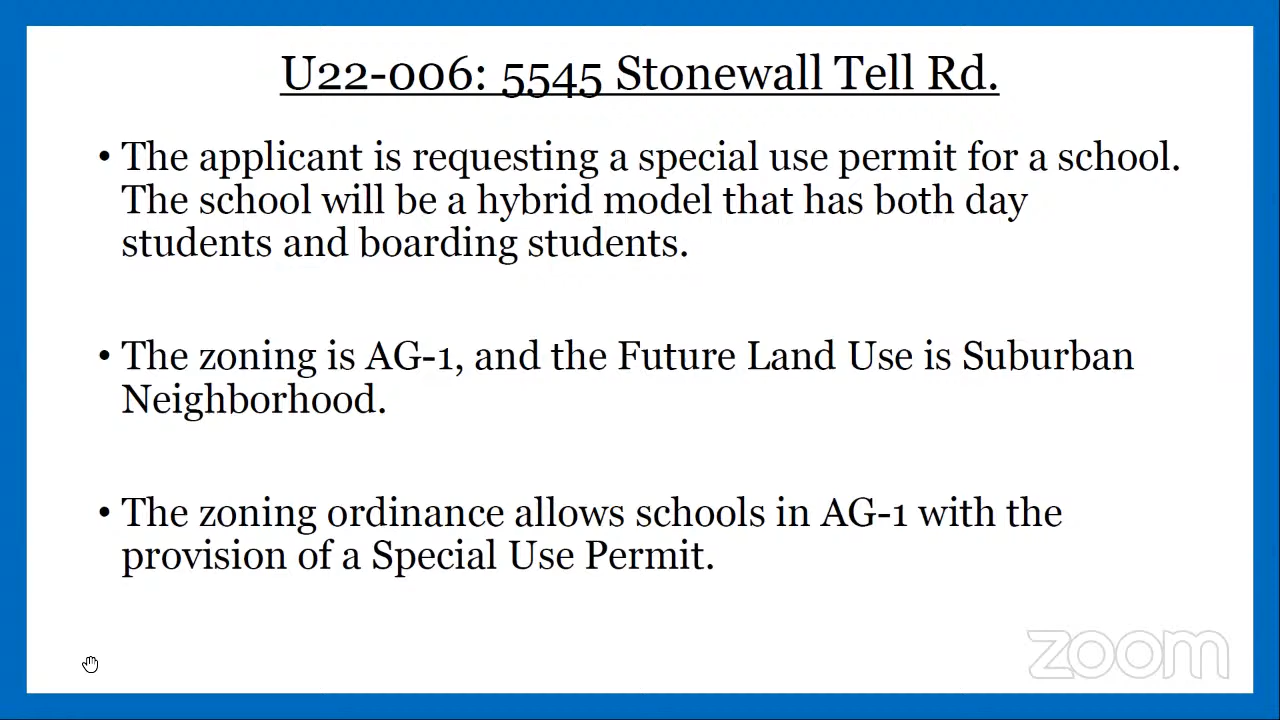 U22-006: 5545 Stonewall Tell Rd.
• The applicant is requesting a special use permit for a school.
The school will be a hybrid model that has both day
students and boarding students.
• The zoning is AG-1, and the Future Land Use is Suburban
Neighborhood.
• The zoning ordinance allows schools in AG-1 with the
provision of a Special Use Permit.
zoom